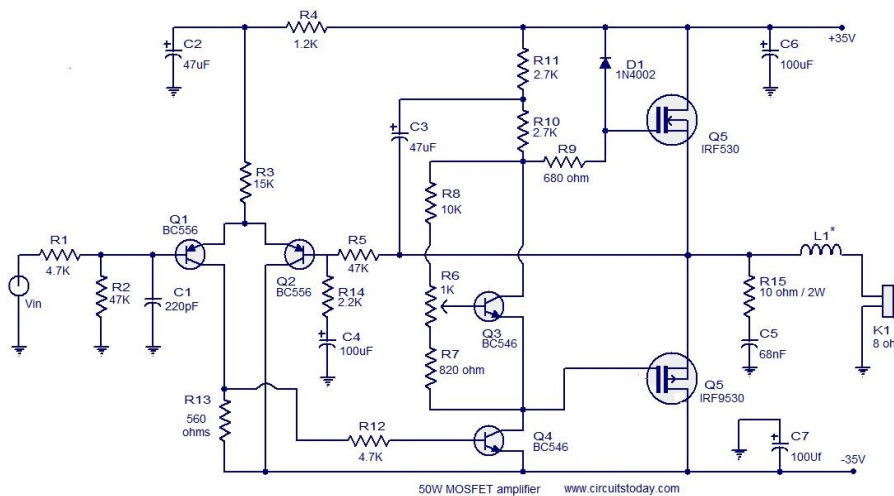 R4
1.2K
+35V
C2
47uF
R11
2.7K
D1
1N4002
C6
100uF
C3
47uF
R10
2.7K
Q5
IRF530
R3
15K
R9
680 ohm
R8
10K
Q1
BC556
R1
4.7K
R5
47K
L1*
Vin
R2
47K
C1
220pF
Q2
BC556
R14
2.2K
R6
1K
Q3
BC546
R15
10 ohm / 2W
K1
8 oh
C4
100uF
R7
820 ohm
C5
68nF
Q5
IRF9530
R13
560
ohms
R12
4.7K
Q4
BC546
C7
100Uf
-35V
50W MOSFET amplifier www.circuitstoday.com